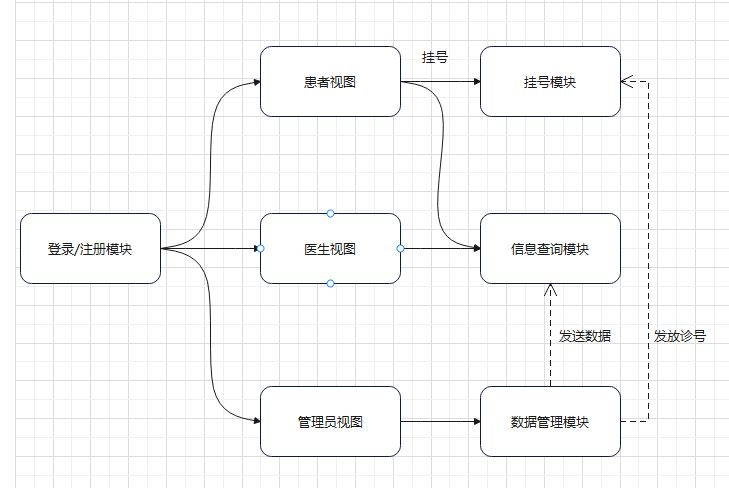 挂号
患者视图
挂号模块
登录/注册模块
医生视图
信息查询模块
发送数据
发放诊号
管理员视图
数据管理模块